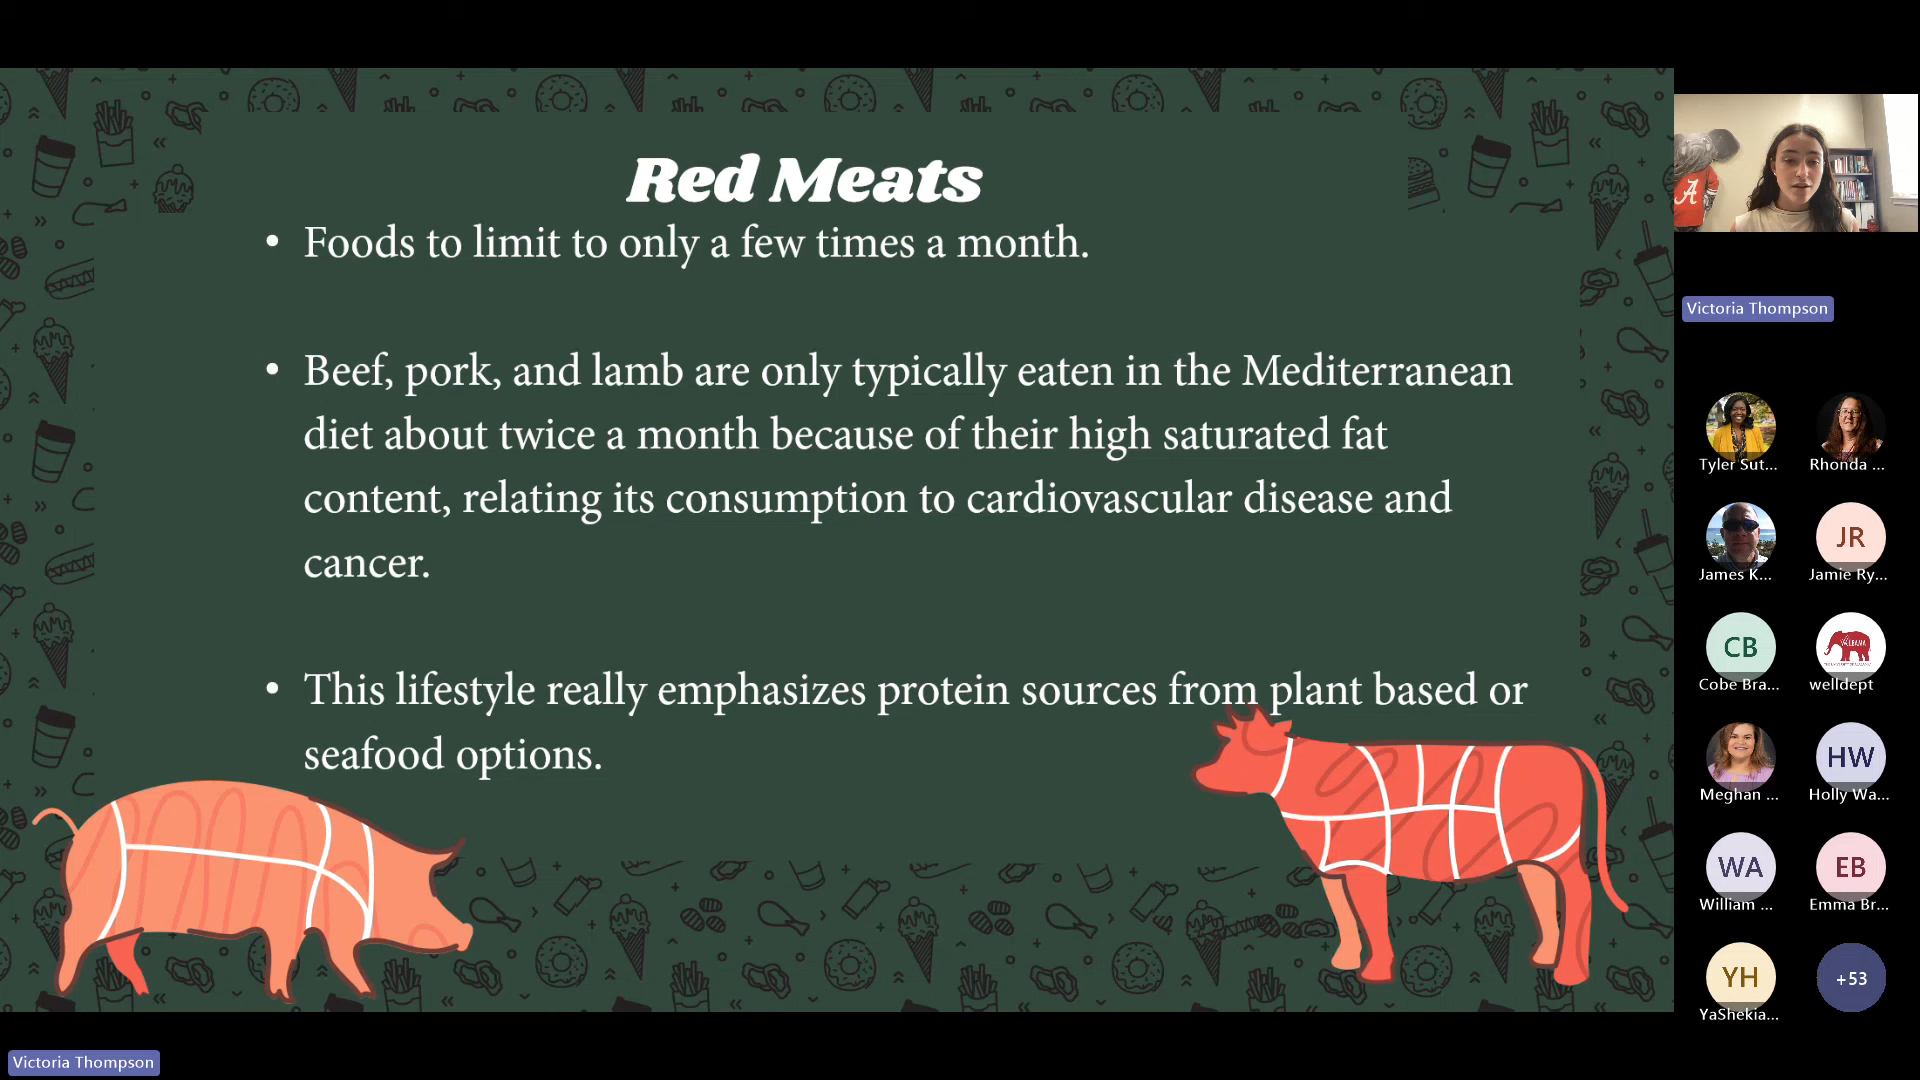 Red Meats
• Foods to limit to only a few times a month.
• Beef, pork, and lamb are only typically eaten in the Mediterranean
diet about twice a month because of their high saturated fat
content, relating its consumption to cardiovascular disease and
cancer.
• This lifestyle really emphasizes protein sources from plant based or
seafood options.
A
Victoria Thompson
Tyler Sut...
Rhonda ...
James K...
JR
Jamie Ry...
CB
Cobe Bra...
welldept
Meghan ...
HW
Holly Wa...
WA
William ...
EB
Emma Br...
YH
YaShekia...
+53
Victoria Thompson